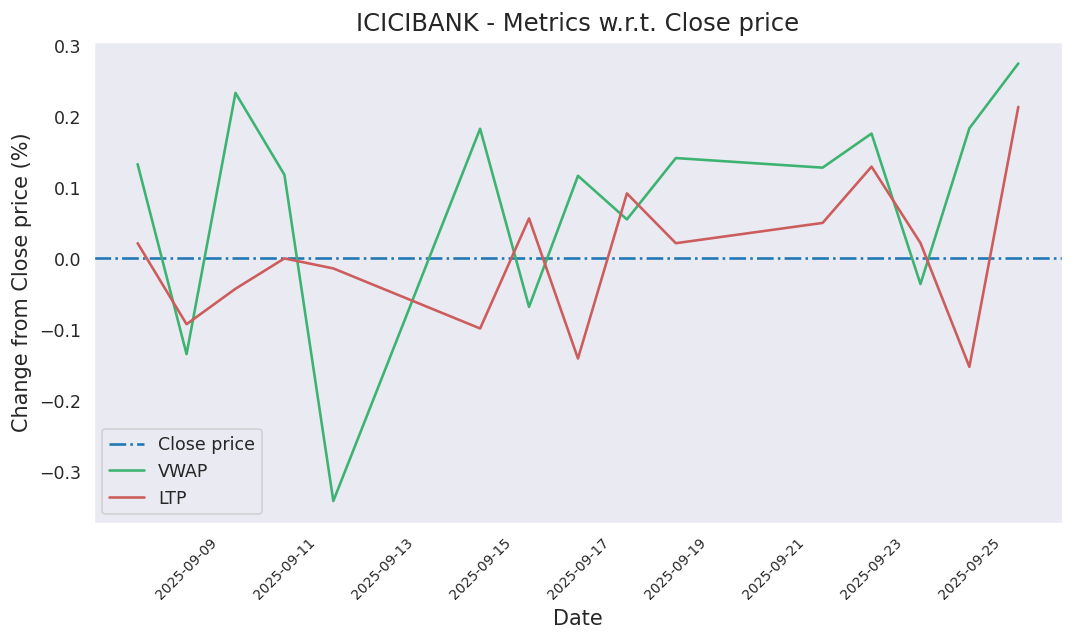 ICICIBANK - Metrics w.r.t. Close price
Change from Close price (%)
0.3
0.2
0.1
0.0
−0.1
−0.2
−0.3
Close price
VWAP
LTP
2025-09-09
2025-09-11
2025-09-13
2025-09-15
2025-09-17
2025-09-19
2025-09-21
2025-09-23
2025-09-25
Date